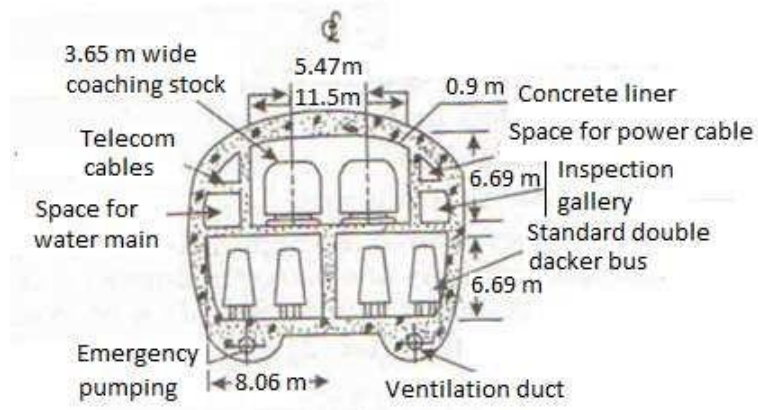 ℄
3.65 m wide
coaching stock
5.47m
11.5m
0.9 m
Concrete liner
Telecom
cables
Space for power cable
6.69 m
Inspection
gallery
Space for
water main
Standard double
dacker bus
6.69 m
Emergency
pumping
8.06 m
Ventilation duct